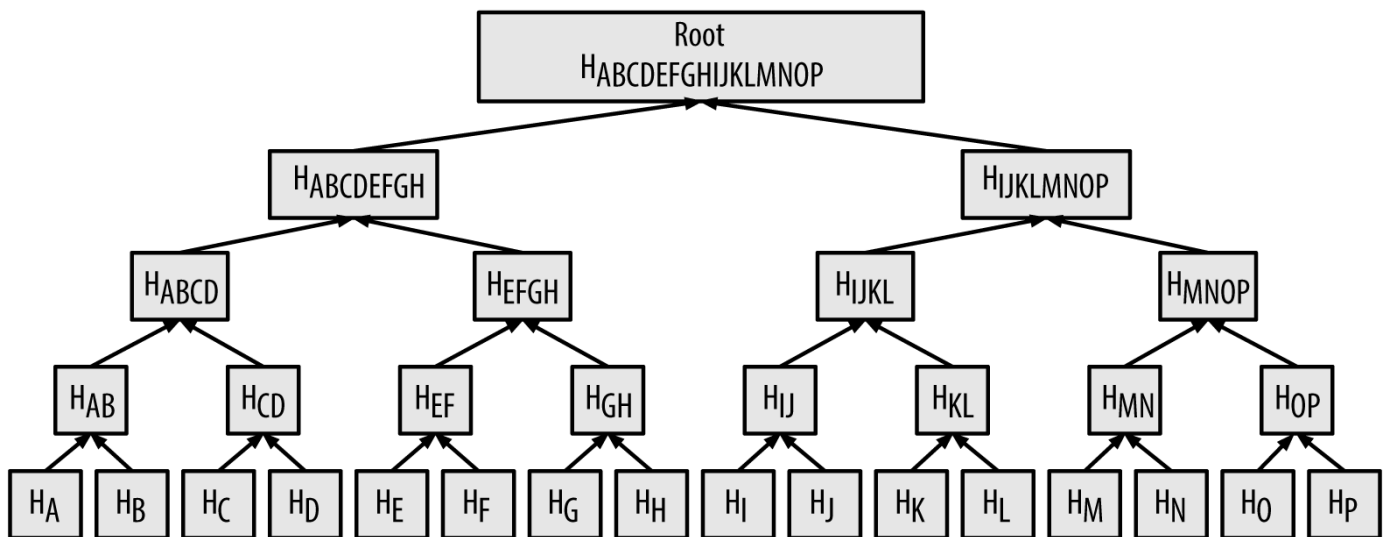 Root
HABCDEFGHIJKLMNOP
HABCDEFGH HIJKLMNOP
HABCD HEFGH HIJKL HMNOP
HAB HCD HEF HGH HIJ HKL HMN HOP
HA HB HC HD HE HF HG HH HI HJ HK HL HM HN HO HP